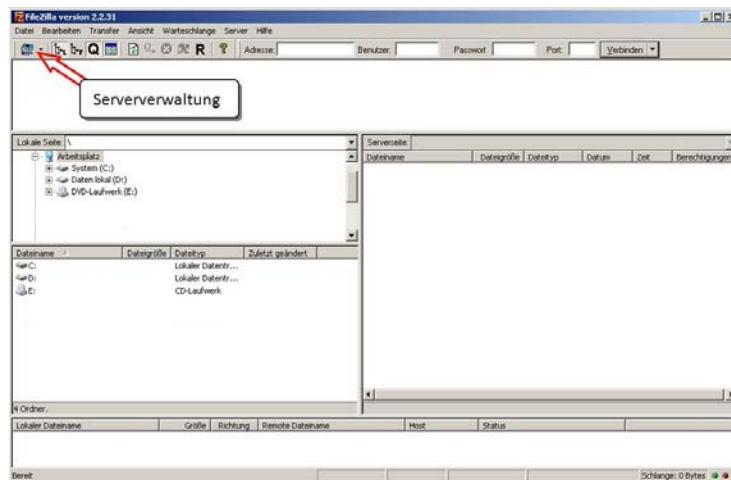 FileZilla version 2.2.31
Datei Bearbeiten Transfer Ansicht Warteschlange Server Hilfe
Q R ? Adresse: Benutzer: Passwort Port Verbinden
Serververwaltung
Lokale Seite: \ Serverseite:
Arbeitsplatz
System (C:)
Daten lokal (D:)
DVD-Laufwerk (E:)
Dateiname Dateigröße Dateityp Datum Zeit Berechtigungen
Dateiname Dateigröße Dateityp Zuletzt geändert
C: Lokaler Datentr...
D: Lokaler Datentr...
E: CD-Laufwerk
4 Ordner.
Lokaler Dateiname Größe Richtung Remote Dateiname Host Status
Bereit Schlange: 0 Bytes